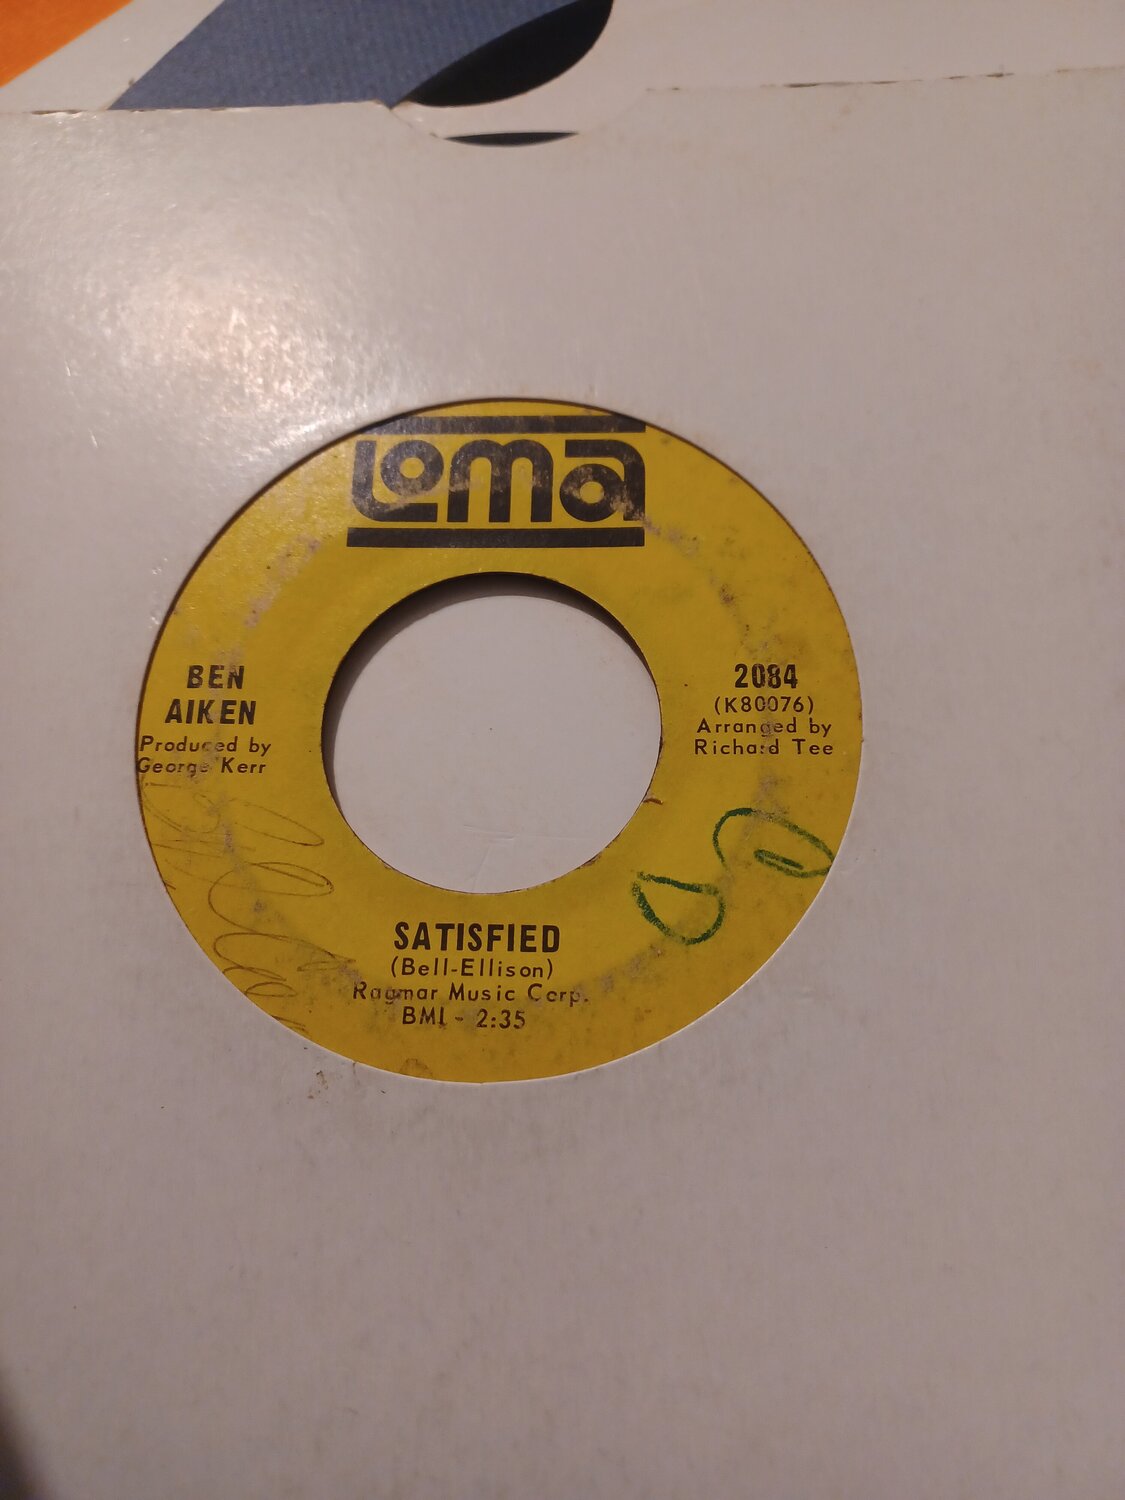 Loma
BEN
AIKEN
Produced by
George Kerr
2084
(K80076)
Arranged by
Richard Tee
SATISFIED
(Bell-Ellison)
Ragmar Music Corp.
BMI - 2:35